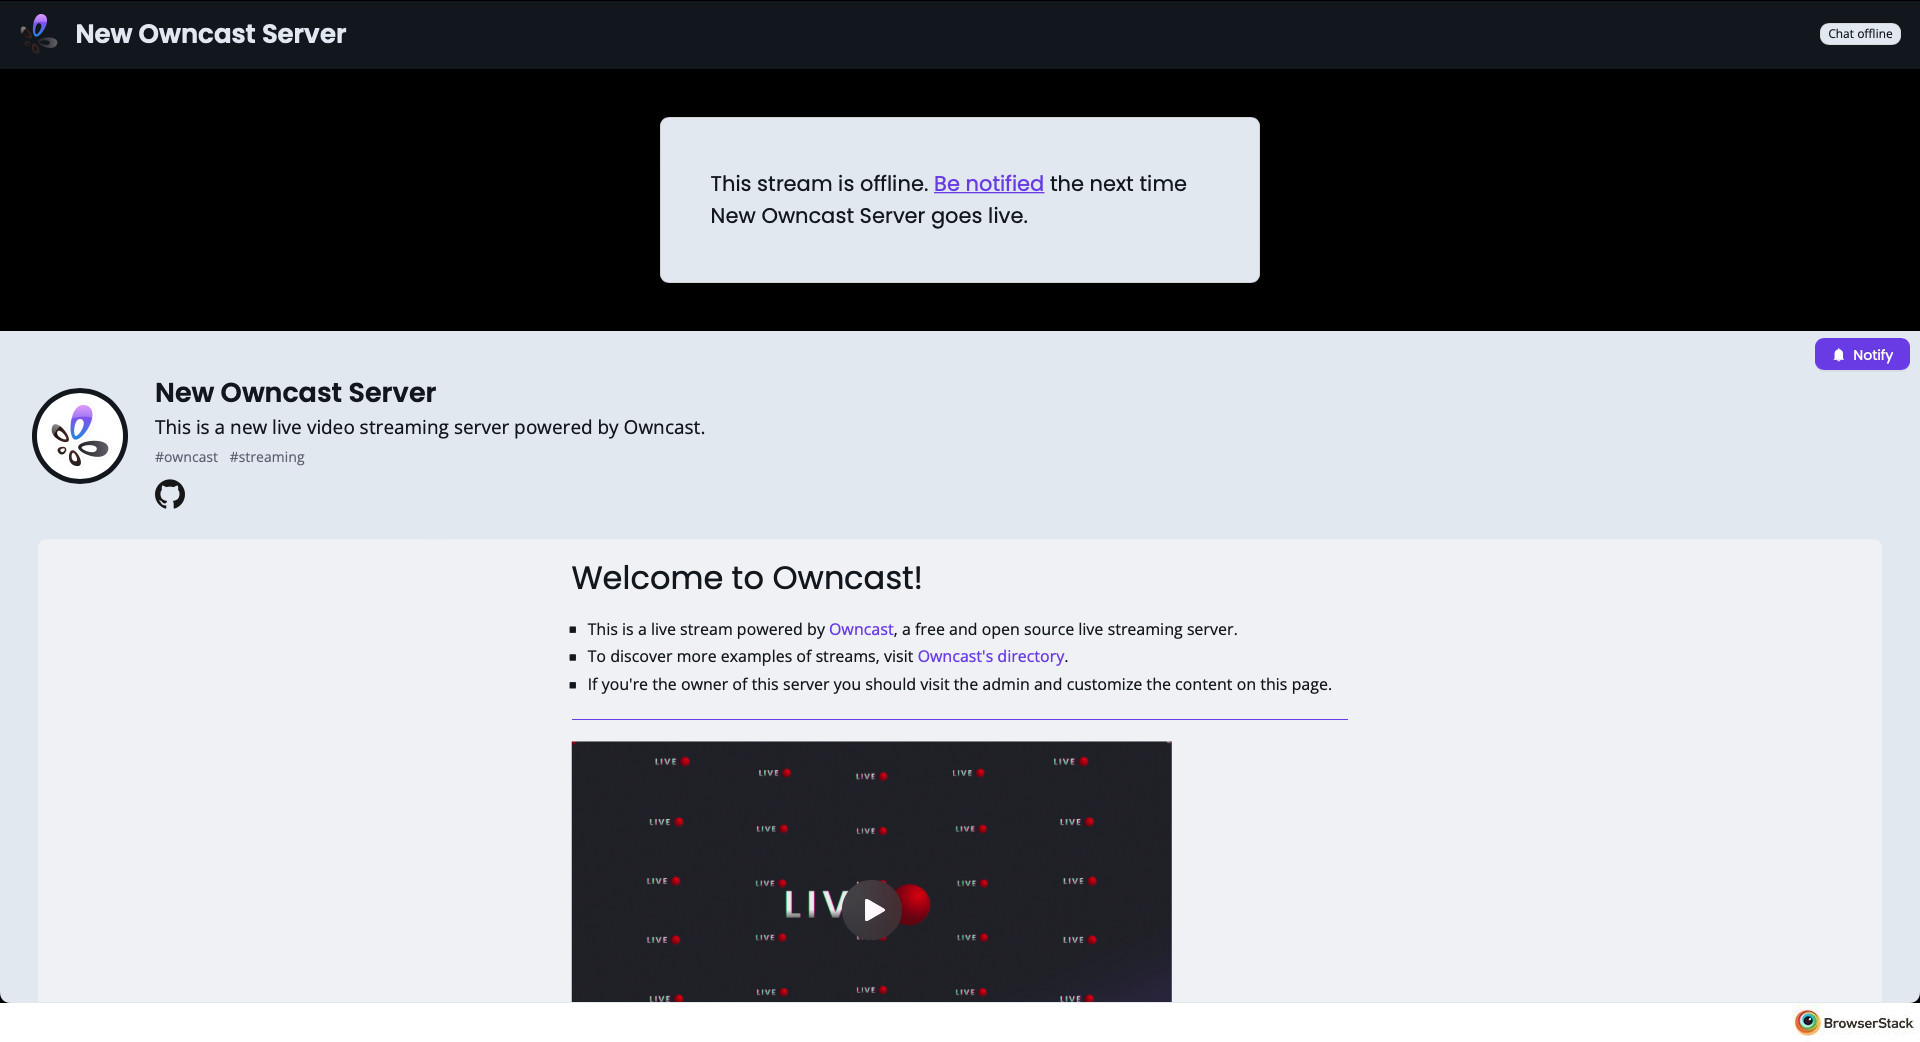 New Owncast Server
Chat offline
This stream is offline. Be notified the next time
New Owncast Server goes live.
Notify
New Owncast Server
This is a new live video streaming server powered by Owncast.
#owncast #streaming
Welcome to Owncast!
This is a live stream powered by Owncast, a free and open source live streaming server.
To discover more examples of streams, visit Owncast's directory.
If you're the owner of this server you should visit the admin and customize the content on this page.
LIVE LIVE LIVE LIVE LIVE
LIVE LIVE LIVE LIVE LIVE
LIVE LIVE LIVE LIVE
LIV
LIVE LIVE LIVE LIVE
LIVE LIVE LIVE LIVE LIVE
BrowserStack